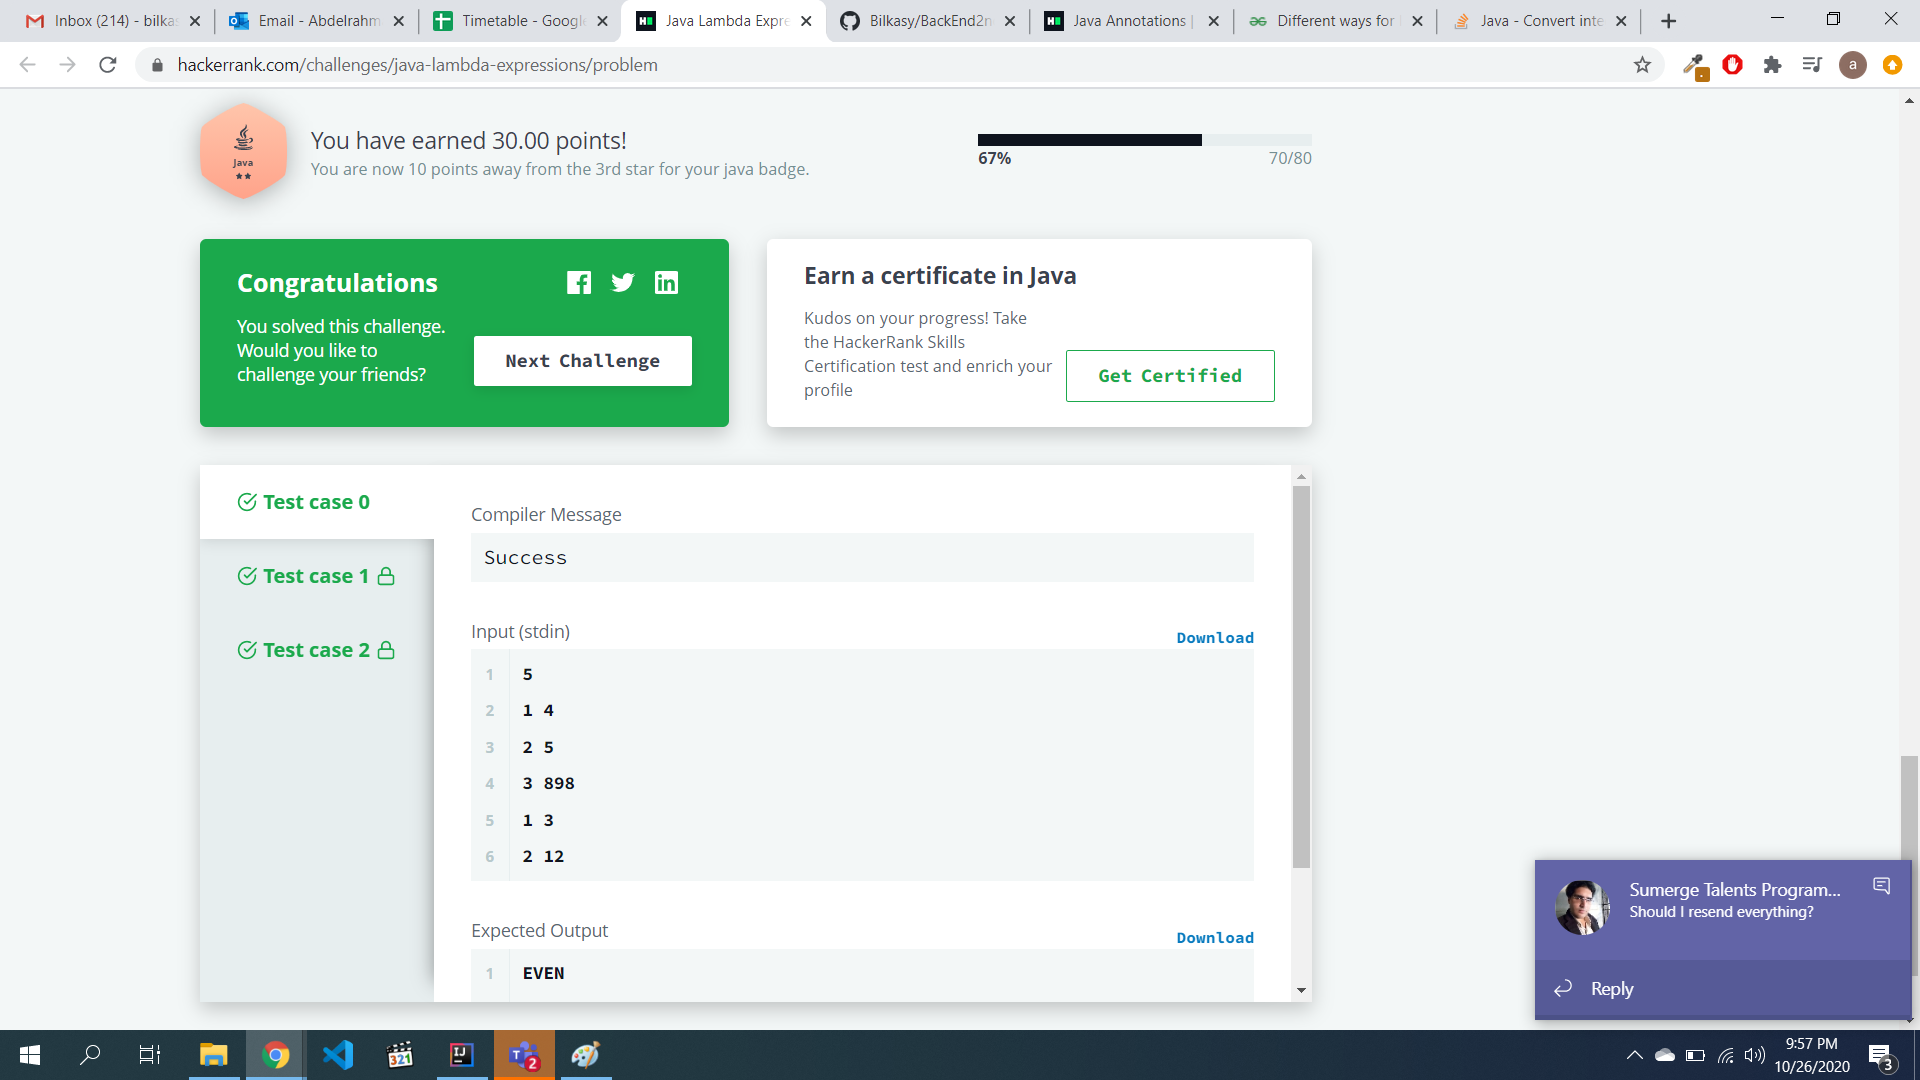 Inbox (214) - bilkas
Email - Abdelrahm
Timetable - Google
Java Lambda Expre
Bilkasy/BackEnd2n
Java Annotations |
Different ways for
Java - Convert inte
hackerrank.com/challenges/java-lambda-expressions/problem
a
Java
You have earned 30.00 points!
You are now 10 points away from the 3rd star for your java badge.
67%
70/80
Congratulations
You solved this challenge.
Would you like to
challenge your friends?
Next Challenge
Earn a certificate in Java
Kudos on your progress! Take
the HackerRank Skills
Certification test and enrich your
profile
Get Certified
Test case 0
Test case 1
Test case 2
Compiler Message
Success
Input (stdin)
Download
1 5
2 1 4
3 2 5
4 3 898
5 1 3
6 2 12
Expected Output
Download
1 EVEN
Sumerge Talents Program...
Should I resend everything?
Reply
321
IJ
T
2
9:57 PM
10/26/2020
3